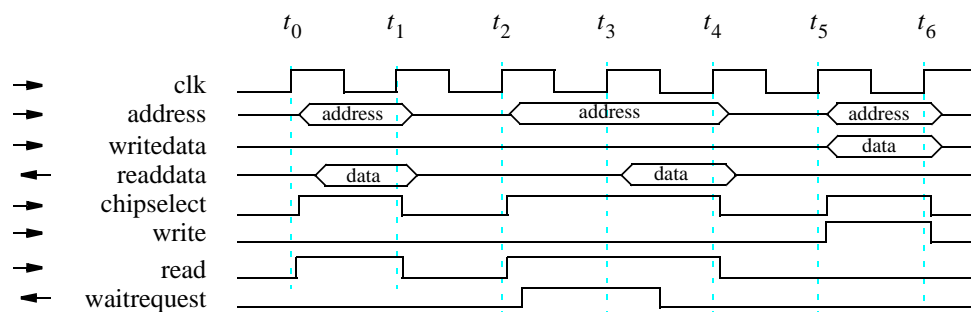 t0 t1 t2 t3 t4 t5 t6
clk
address address address address
writedata data
readdata data data
chipselect
write
read
waitrequest